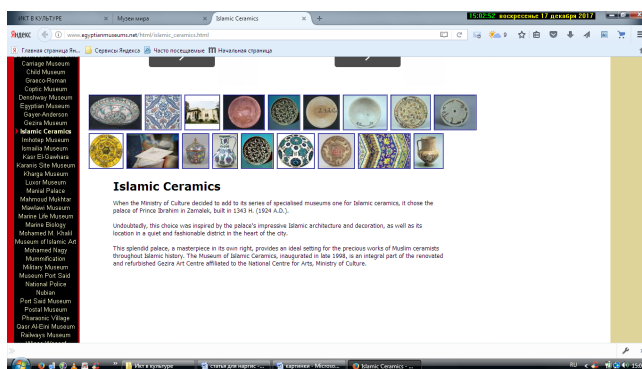 ИКТ В КУЛЬТУРЕ
Музеи мира
Islamic Ceramics
15:02:52 воскресенье 17 декабря 2017
Яндекс
www.egyptianmuseums.net/html/islamic_ceramics.html
Главная страница Ян...
Сервисы Яндекса
Часто посещаемые
Начальная страница
Carriage Museum
Child Museum
Graeco-Roman
Coptic Museum
Denshway Museum
Egyptian Museum
Gayer-Anderson
Gezira Museum
Islamic Ceramics
Imhotep Museum
Ismailia Museum
Kasr El-Gawhara
Karanis Site Museum
Kharga Museum
Luxor Museum
Manial Palace
Mahmoud Mukhtar
Mawlawi Museum
Marine Life Museum
Marine Biology
Mohamed M. Khalil
Museum of Islamic Art
Mohamed Nagy
Mummification
Military Museum
Museum Port Said
National Police
Nubian
Port Said Museum
Postal Museum
Pharaonic Village
Qasr Al-Eini Museum
Railways Museum
Islamic Ceramics
When the Ministry of Culture decided to add to its series of specialised museums one for Islamic ceramics, it chose the
palace of Prince Ibrahim in Zamalek, built in 1343 H. (1924 A.D.).
Undoubtedly, this choice was inspired by the palace's impressive Islamic architecture and decoration, as well as its
location in a quiet and fashionable district in the heart of the city.
This splendid palace, a masterpiece in its own right, provides an ideal setting for the precious works of Muslim ceramists
throughout Islamic history. The Museum of Islamic Ceramics, inaugurated in late 1998, is an integral part of the renovated
and refurbished Gezira Art Centre affiliated to the National Centre for Arts, Ministry of Culture.
Икт в культуре
статья для нартис -...
картинки - Microso...
Islamic Ceramics - ...
RU